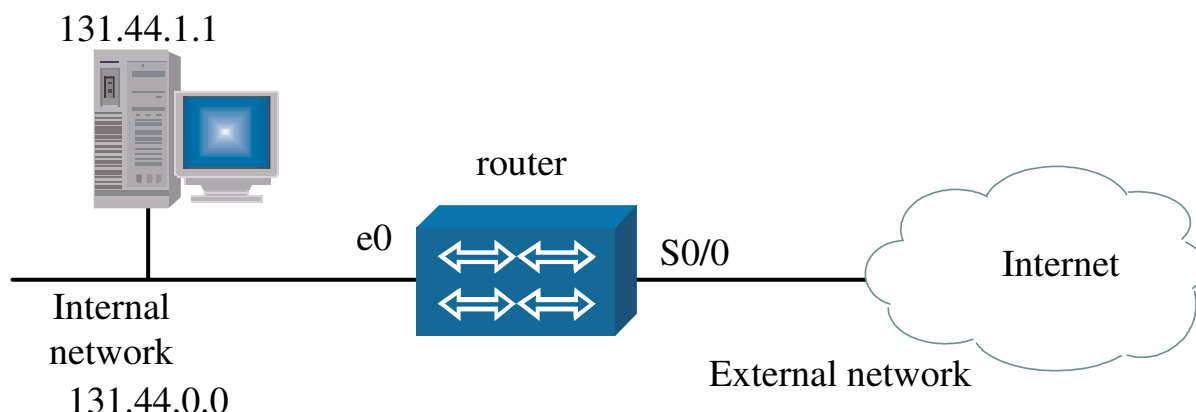 131.44.1.1
router
e0
S0/0
Internet
Internal
network
131.44.0.0
External network